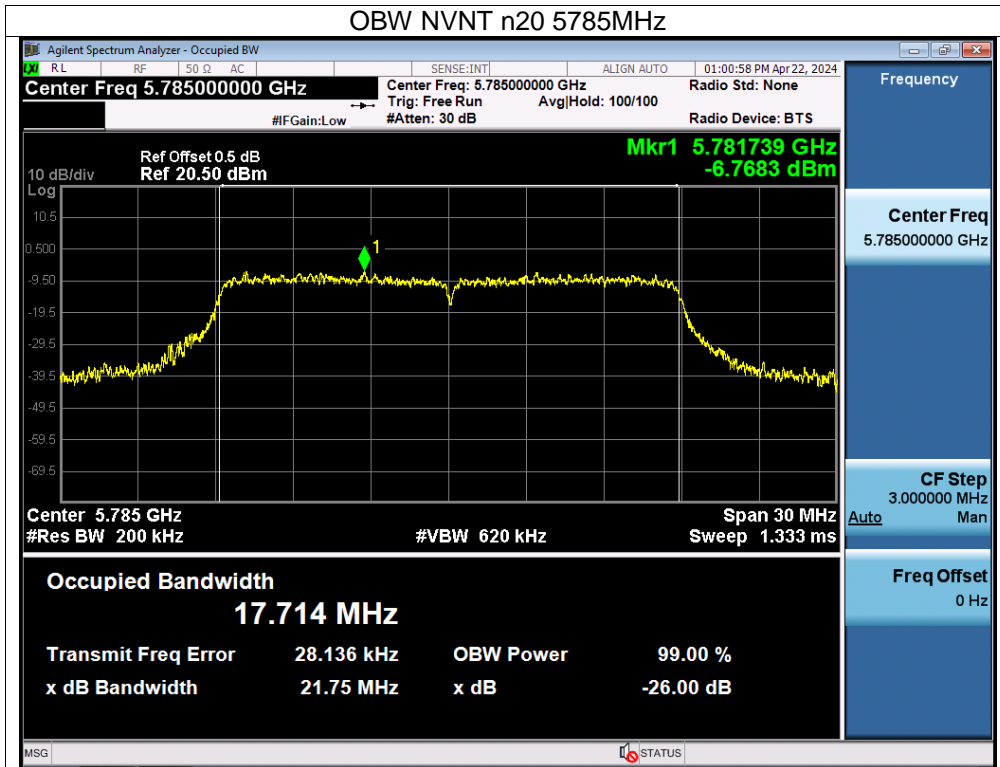 OBW NVNT n20 5785MHz
Agilent Spectrum Analyzer - Occupied BW
LXI RL RF 50 Ω AC SENSE:INT ALIGN AUTO 01:00:58 PM Apr 22, 2024
Center Freq 5.785000000 GHz
Center Freq: 5.785000000 GHz Radio Std: None
Trig: Free Run Avg|Hold: 100/100
#IFGain:Low #Atten: 30 dB Radio Device: BTS
Frequency
Mkr1 5.781739 GHz
-6.7683 dBm
Ref Offset 0.5 dB
10 dB/div Ref 20.50 dBm
Log
10.5
0.500
-9.50
-19.5
-29.5
-39.5
-49.5
-59.5
-69.5
1
Center 5.785 GHz Span 30 MHz
#Res BW 200 kHz #VBW 620 kHz Sweep 1.333 ms
Center Freq
5.785000000 GHz
CF Step
3.000000 MHz
Auto Man
Freq Offset
0 Hz
Occupied Bandwidth
17.714 MHz
Transmit Freq Error 28.136 kHz OBW Power 99.00 %
x dB Bandwidth 21.75 MHz x dB -26.00 dB
MSG STATUS